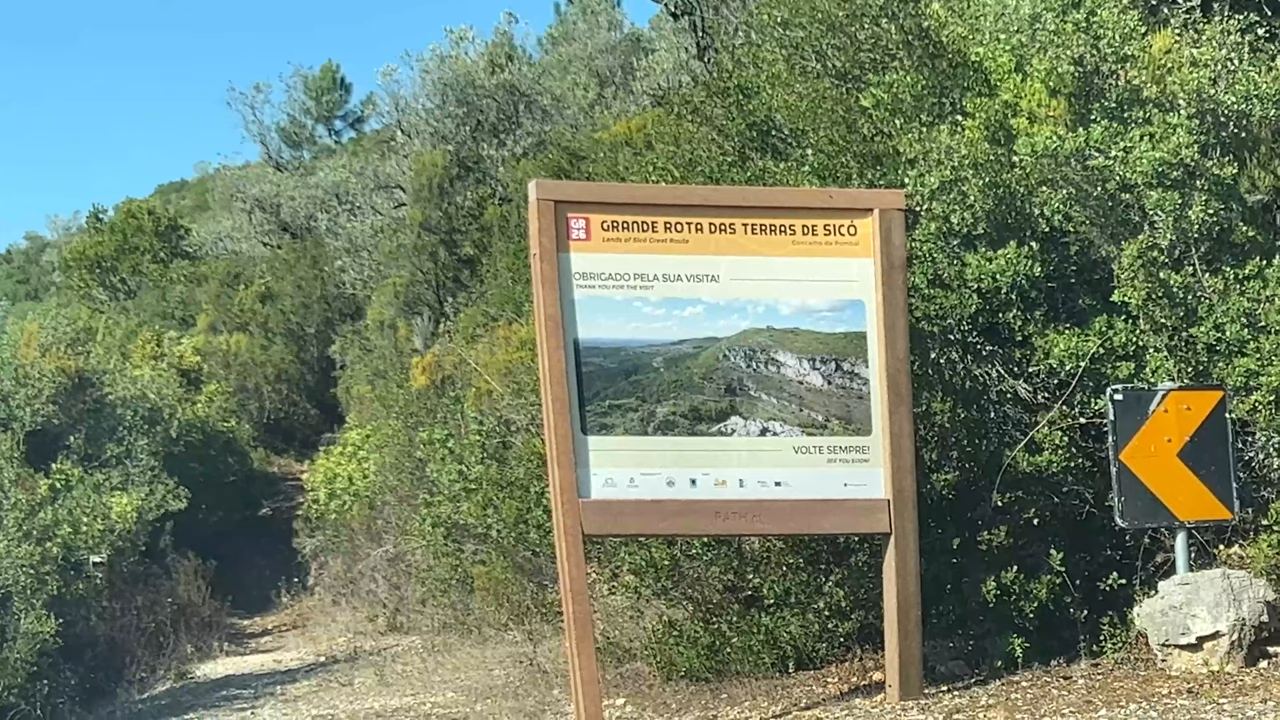 GR
26
GRANDE ROTA DAS TERRAS DE SICÓ
Lands of Sicó Great Route
Concelho de Pombal
OBRIGADO PELA SUA VISITA!
THANK YOU FOR THE VISIT
VOLTE SEMPRE!
SEE YOU SOON!
PATH